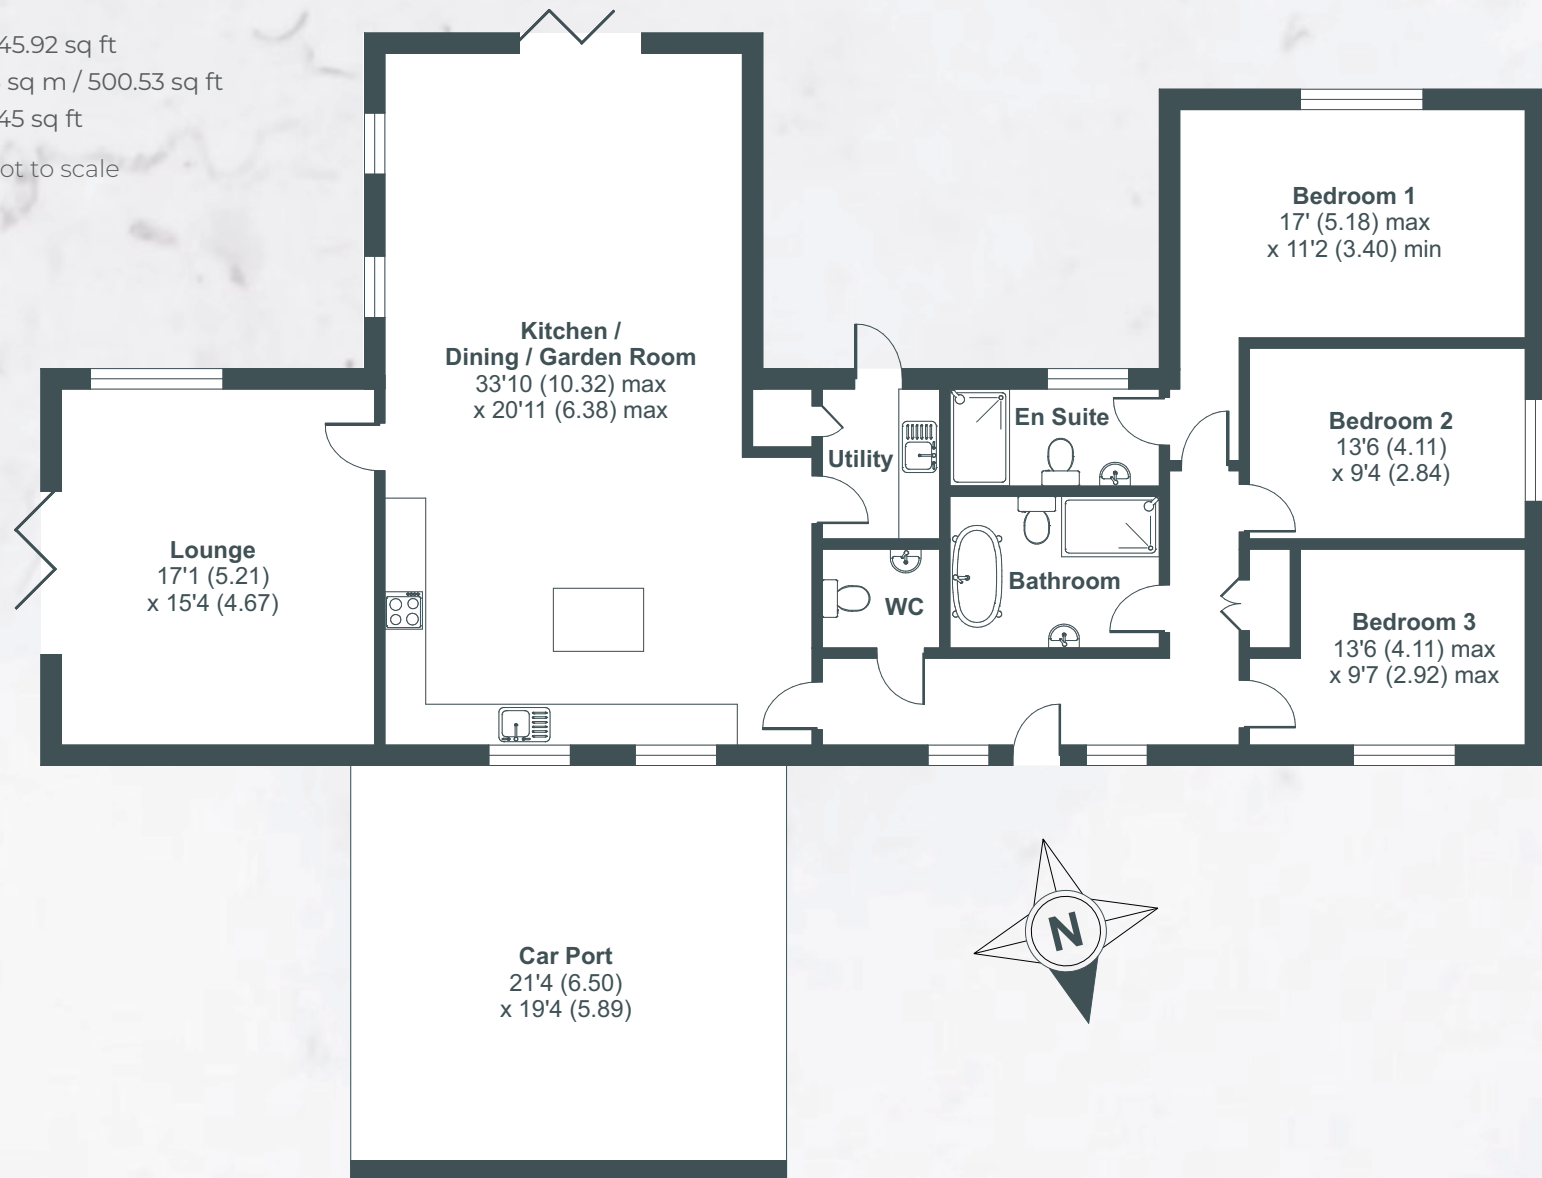 45.92 sq ft
sq m / 500.53 sq ft
45 sq ft
ot to scale
Kitchen /
Dining / Garden Room
33'10 (10.32) max
x 20'11 (6.38) max
Bedroom 1
17' (5.18) max
x 11'2 (3.40) min
En Suite
Utility
Bedroom 2
13'6 (4.11)
x 9'4 (2.84)
Lounge
17'1 (5.21)
x 15'4 (4.67)
Bathroom
WC
Bedroom 3
13'6 (4.11) max
x 9'7 (2.92) max
Car Port
21'4 (6.50)
x 19'4 (5.89)
N